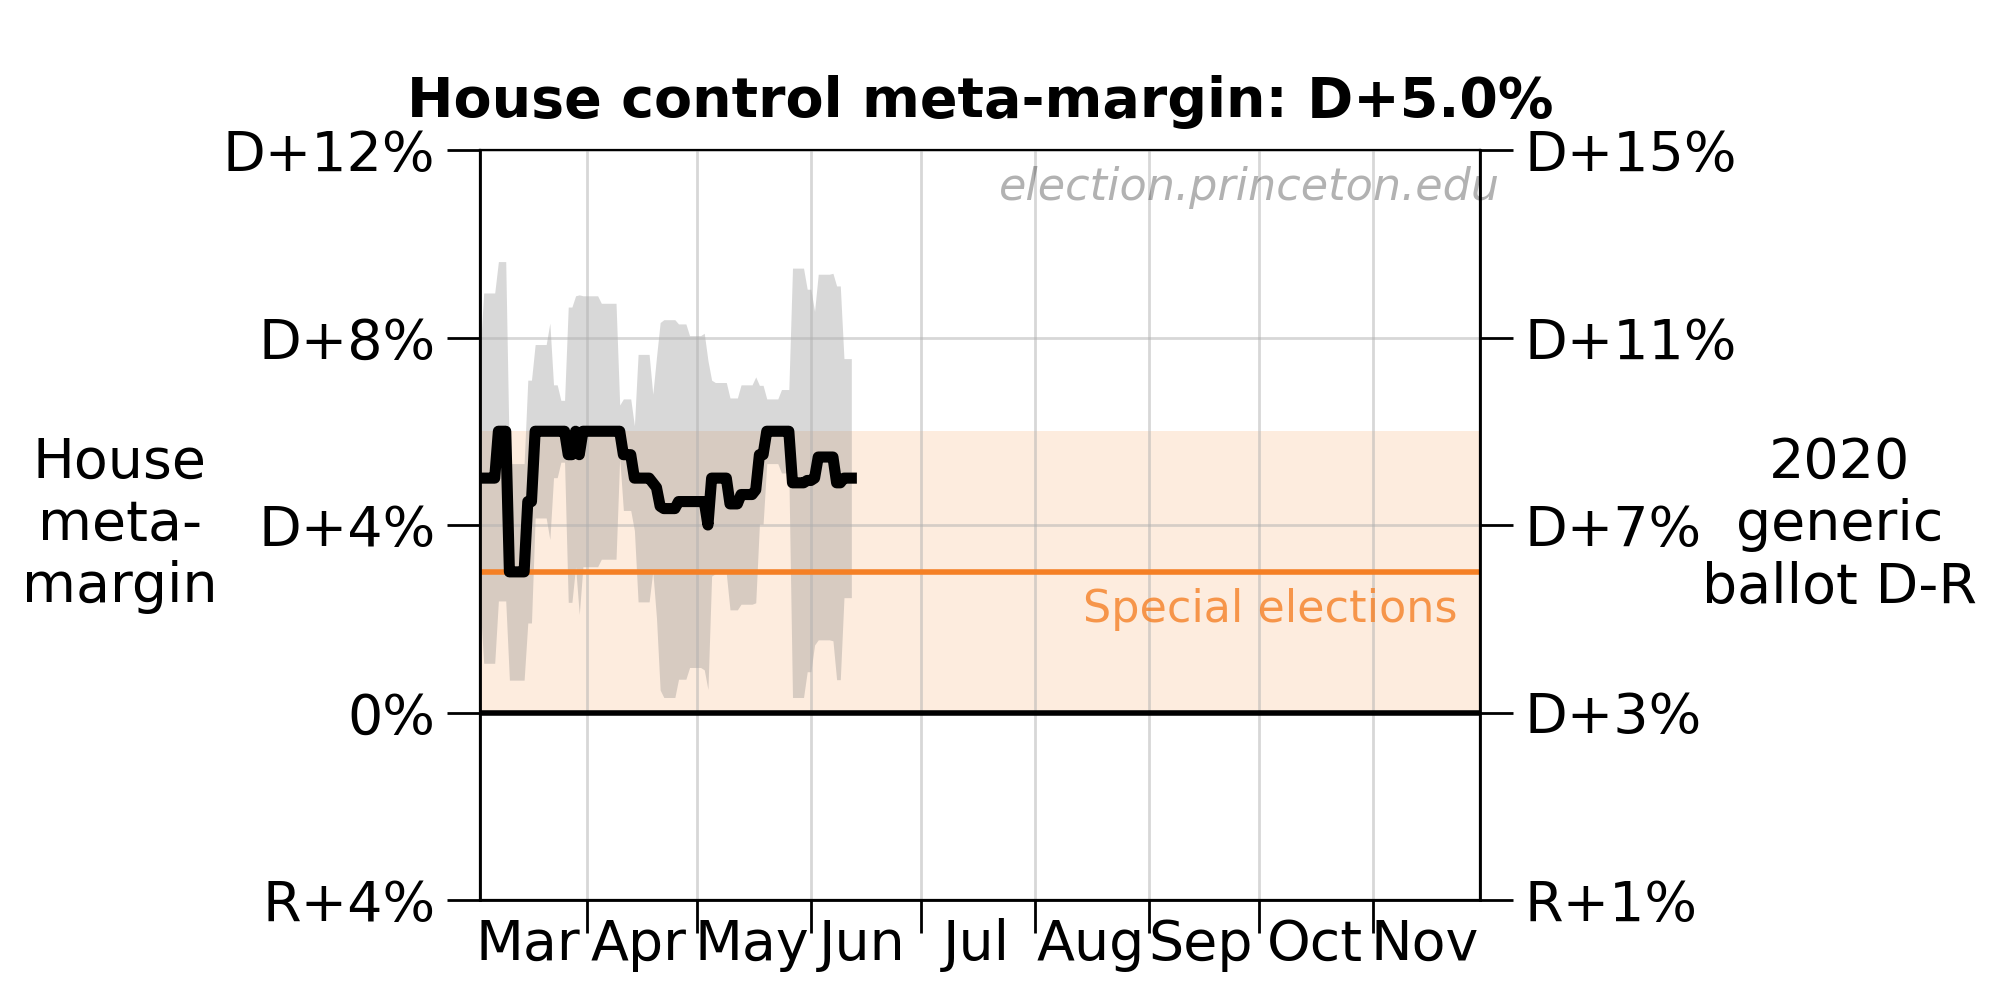 House control meta-margin: D+5.0%
D+12%
D+15%
election.princeton.edu
D+8%
D+11%
House
meta-
margin
D+4%
D+7%
2020
generic
ballot D-R
Special elections
0%
D+3%
R+4%
R+1%
Mar Apr May Jun Jul Aug Sep Oct Nov